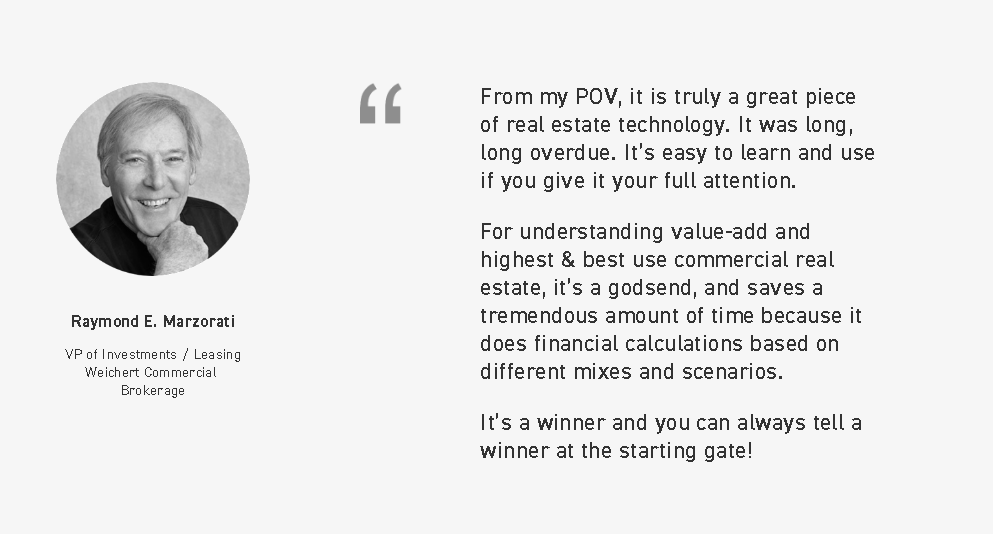 Raymond E. Marzorati
VP of Investments / Leasing
Weichert Commercial
Brokerage
“
From my POV, it is truly a great piece
of real estate technology. It was long,
long overdue. It's easy to learn and use
if you give it your full attention.
For understanding value-add and
highest & best use commercial real
estate, it's a godsend, and saves a
tremendous amount of time because it
does financial calculations based on
different mixes and scenarios.
It's a winner and you can always tell a
winner at the starting gate!